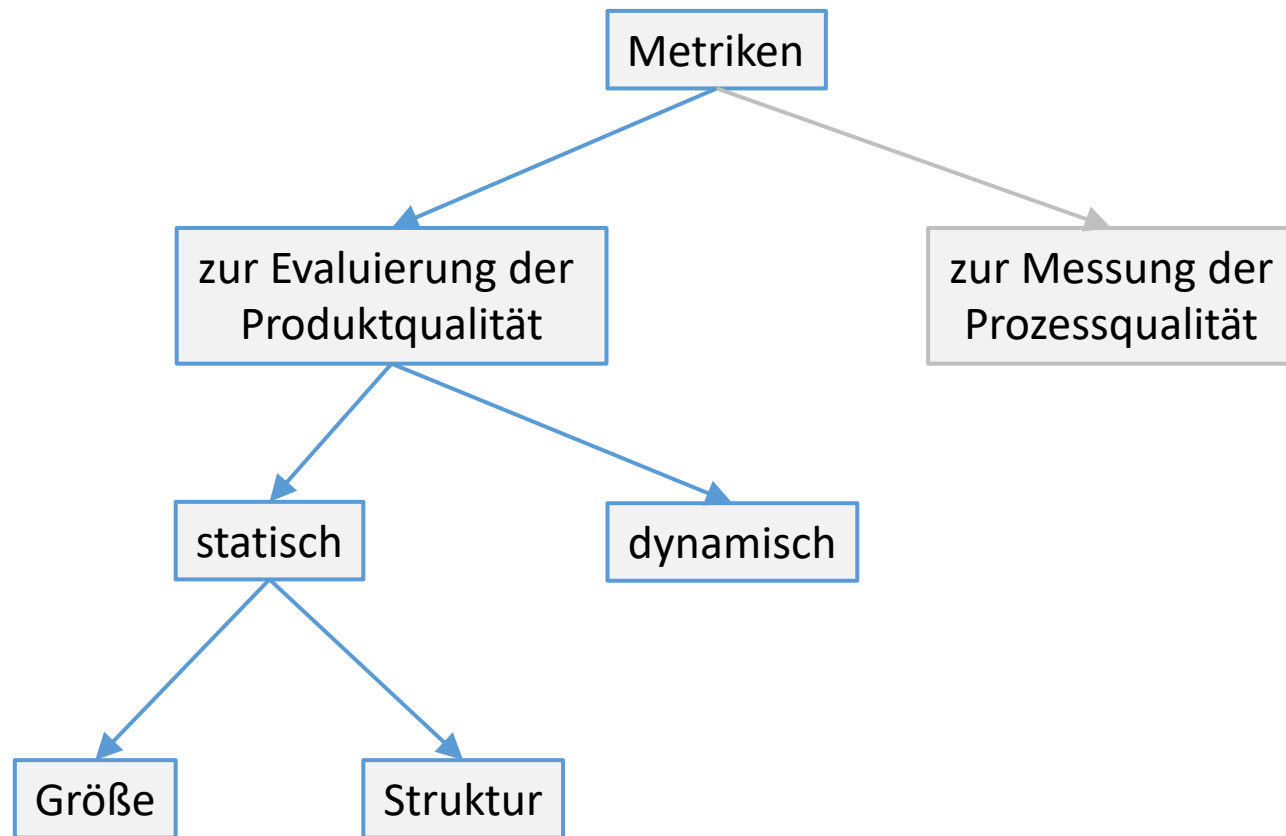 Metriken
zur Evaluierung der
Produktqualität
zur Messung der
Prozessqualität
statisch
dynamisch
Größe
Struktur